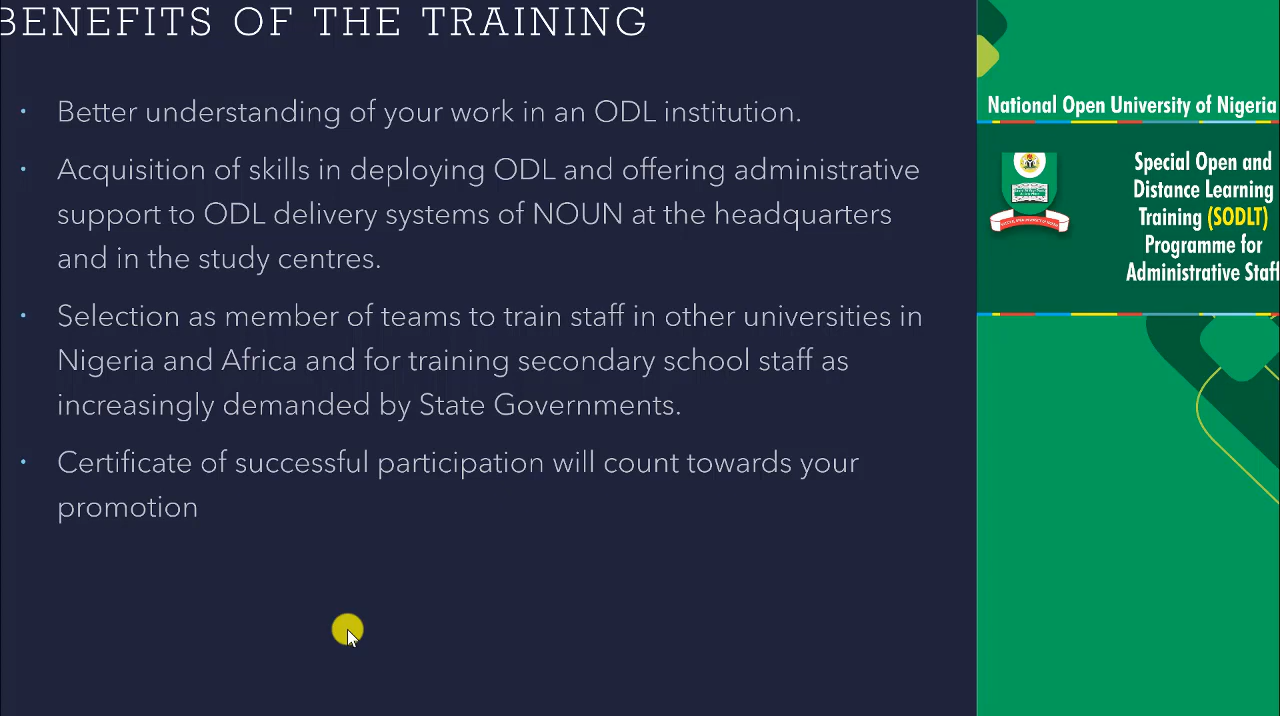 BENEFITS OF THE TRAINING
• Better understanding of your work in an ODL institution.
• Acquisition of skills in deploying ODL and offering administrative
support to ODL delivery systems of NOUN at the headquarters
and in the study centres.
• Selection as member of teams to train staff in other universities in
Nigeria and Africa and for training secondary school staff as
increasingly demanded by State Governments.
• Certificate of successful participation will count towards your
promotion
National Open University of Nigeria
Special Open and
Distance Learning
Training (SODLT)
Programme for
Administrative Staff